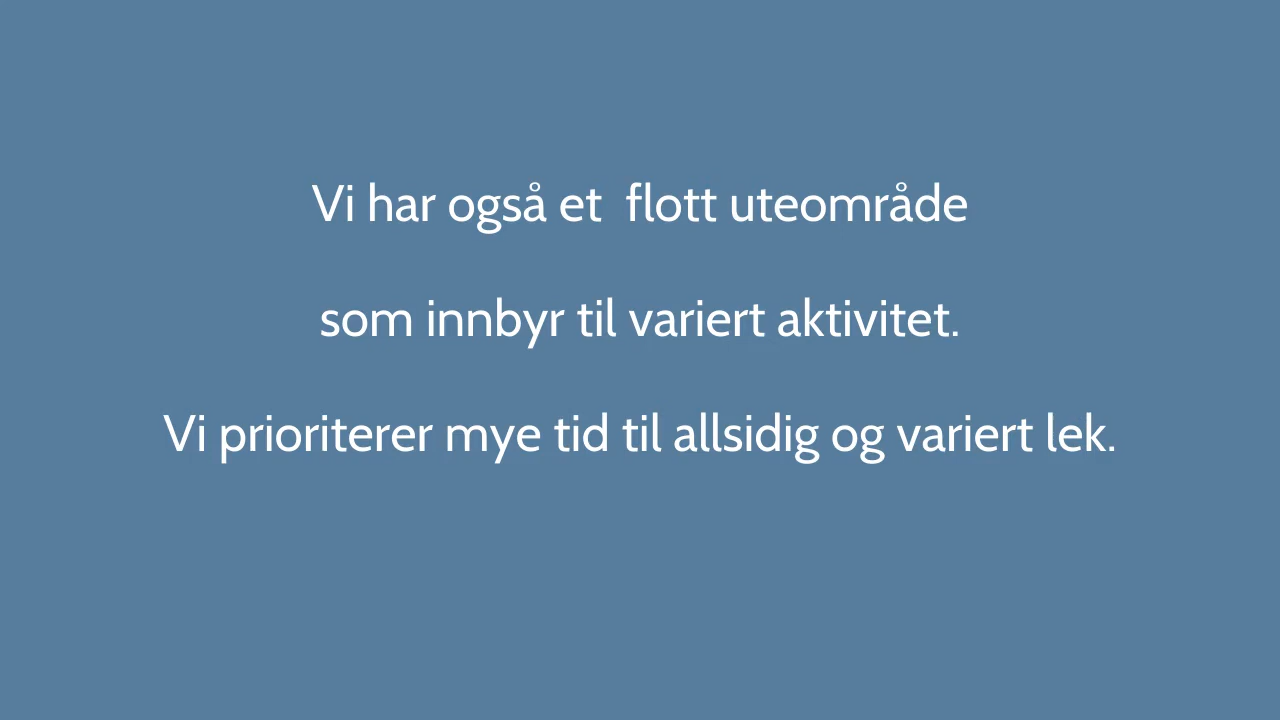 Vi har også et  flott uteområde
som innbyr til variert aktivitet.
Vi prioriterer mye tid til allsidig og variert lek.